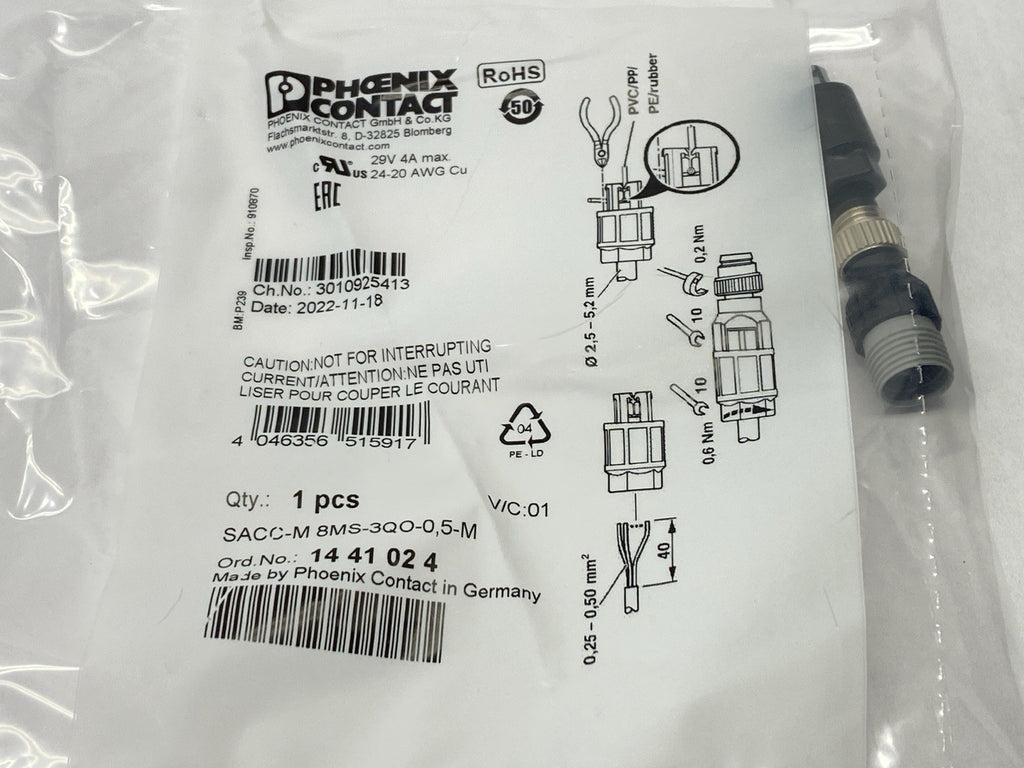 PHŒNIX
CONTACT
PHOENIX CONTACT GmbH & Co.KG
Flachsmarktstr. 8, D-32825 Blomberg
www.phoenixcontact.com
RoHS
50
c RU US 29V 4A max.
24-20 AWG Cu
EAC
Insp.No.: 910870
BM:P239
Ch.No.: 3010925413
Date: 2022-11-18
CAUTION:NOT FOR INTERRUPTING
CURRENT/ATTENTION:NE PAS UTI
LISER POUR COUPER LE COURANT
4 046356 515917
04
PE - LD
Qty.: 1 pcs
V/C:01
SACC-M 8MS-3QO-0,5-M
Ord.No.: 14 41 02 4
Made by Phoenix Contact in Germany
PVC/PP/
PE/rubber
Ø 2,5 – 5,2 mm
0,2 Nm
10
10
0,6 Nm
40
0,25 – 0,50 mm²